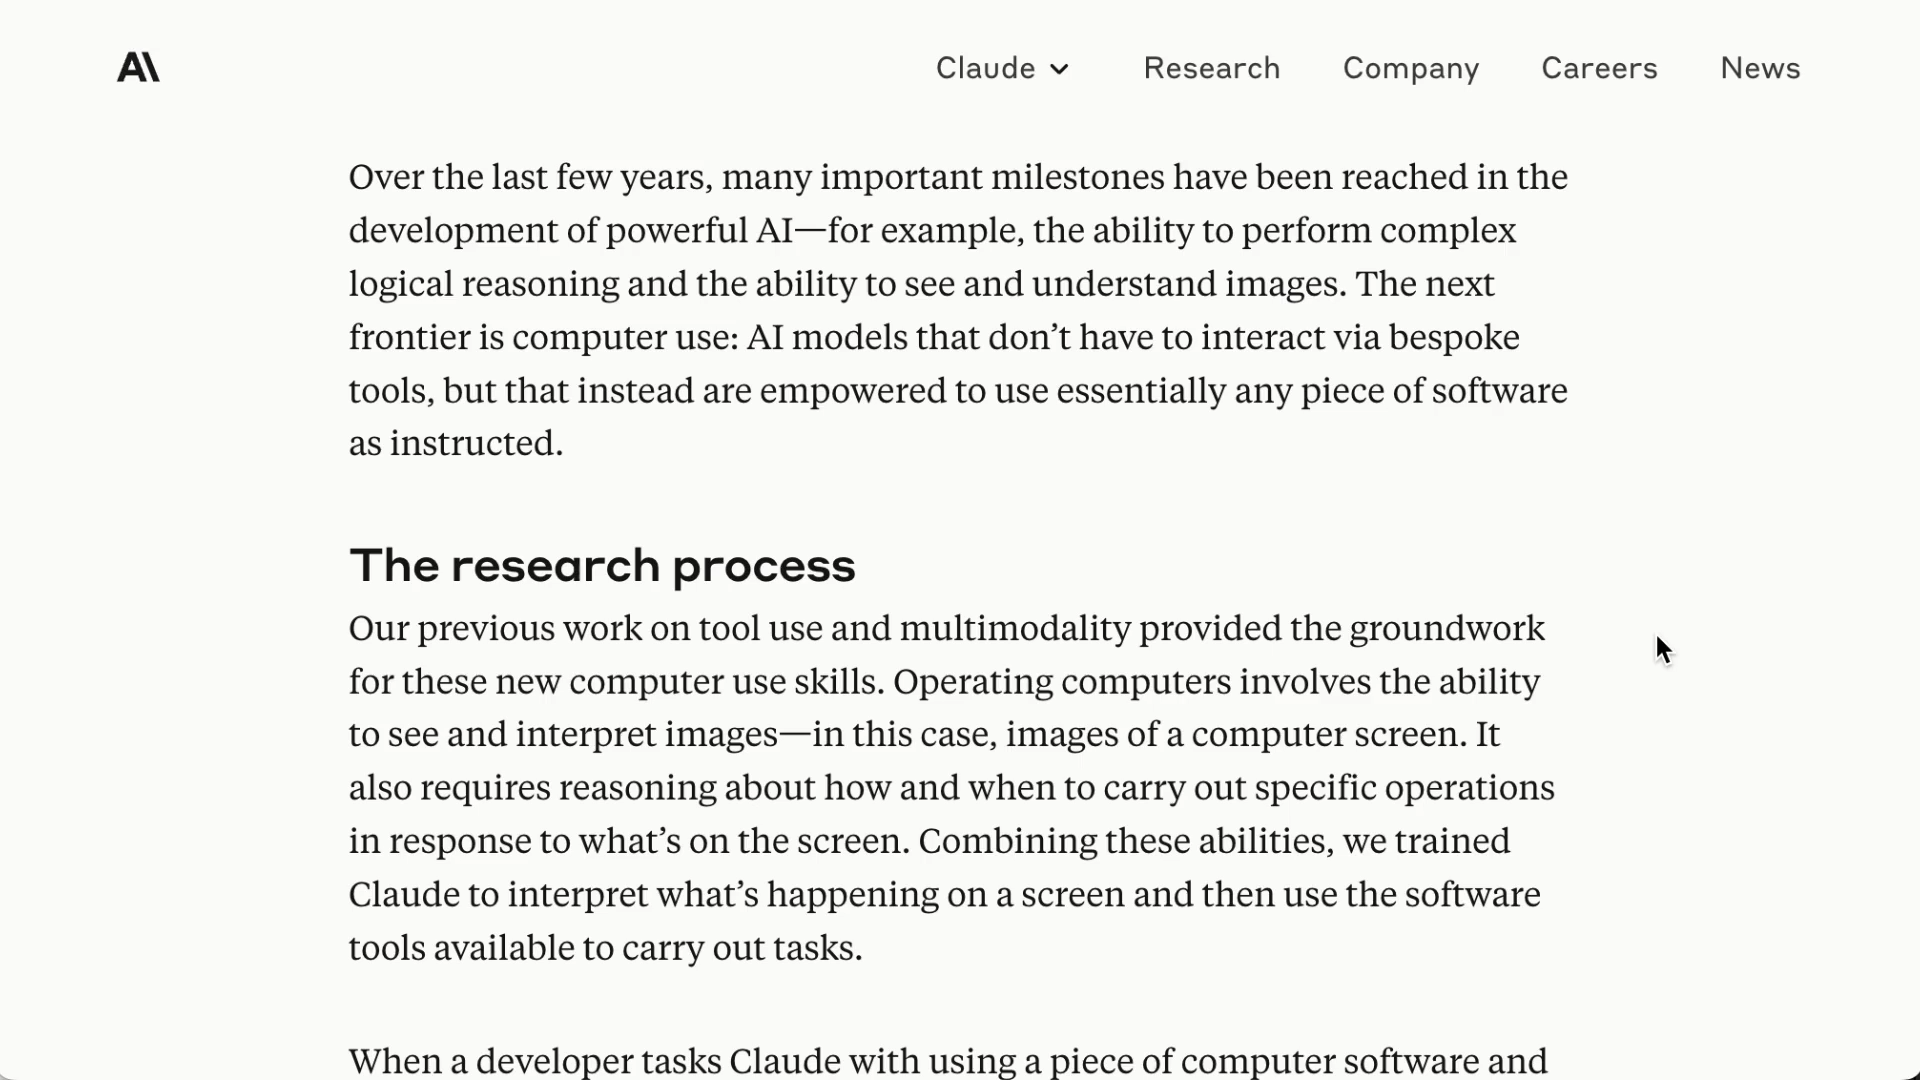 A\
Claude
Research
Company
Careers
News
Over the last few years, many important milestones have been reached in the
development of powerful AI—for example, the ability to perform complex
logical reasoning and the ability to see and understand images. The next
frontier is computer use: AI models that don’t have to interact via bespoke
tools, but that instead are empowered to use essentially any piece of software
as instructed.
The research process
Our previous work on tool use and multimodality provided the groundwork
for these new computer use skills. Operating computers involves the ability
to see and interpret images—in this case, images of a computer screen. It
also requires reasoning about how and when to carry out specific operations
in response to what’s on the screen. Combining these abilities, we trained
Claude to interpret what’s happening on a screen and then use the software
tools available to carry out tasks.
When a developer tasks Claude with using a piece of computer software and